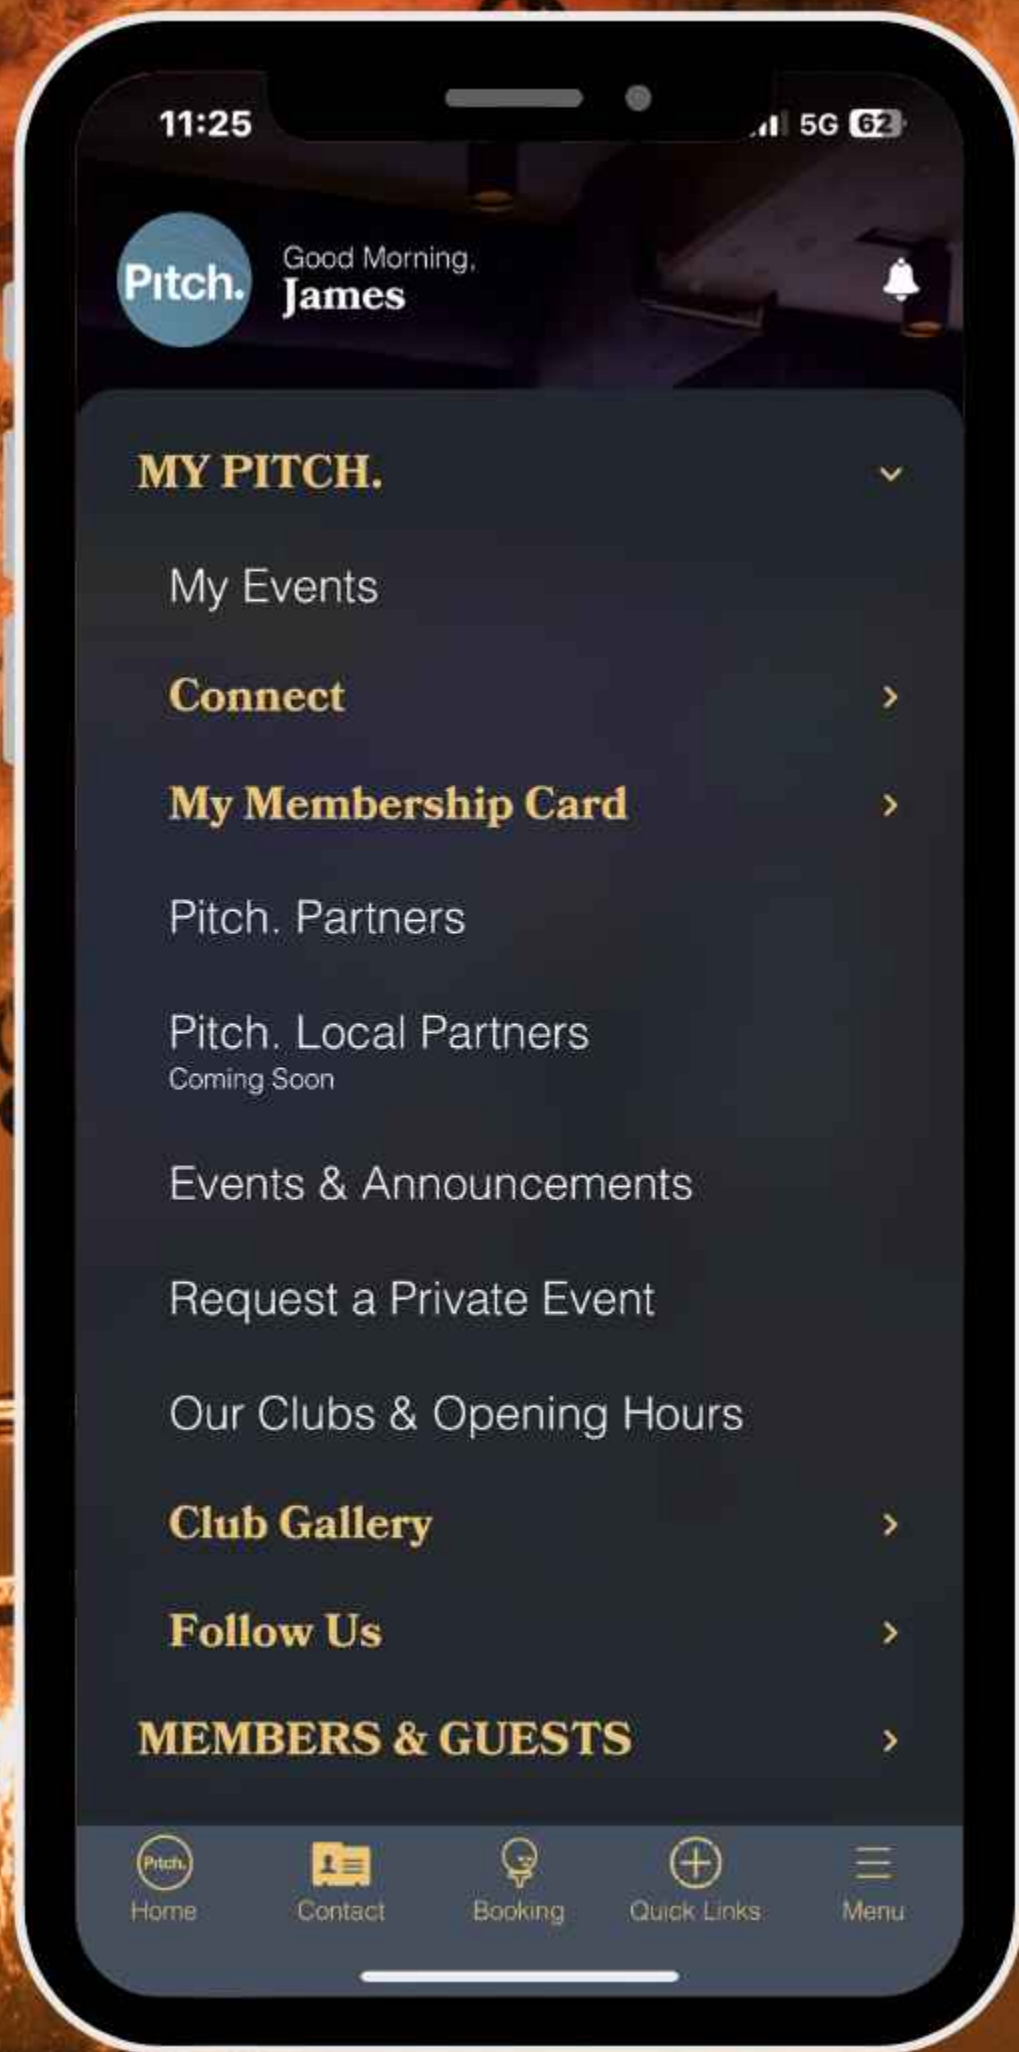 11:25
5G 62
Pitch.
Good Morning,
James
MY PITCH.
My Events
Connect
My Membership Card
Pitch. Partners
Pitch. Local Partners
Coming Soon
Events & Announcements
Request a Private Event
Our Clubs & Opening Hours
Club Gallery
Follow Us
MEMBERS & GUESTS
Pitch.
Home
Contact
Booking
Quick Links
Menu